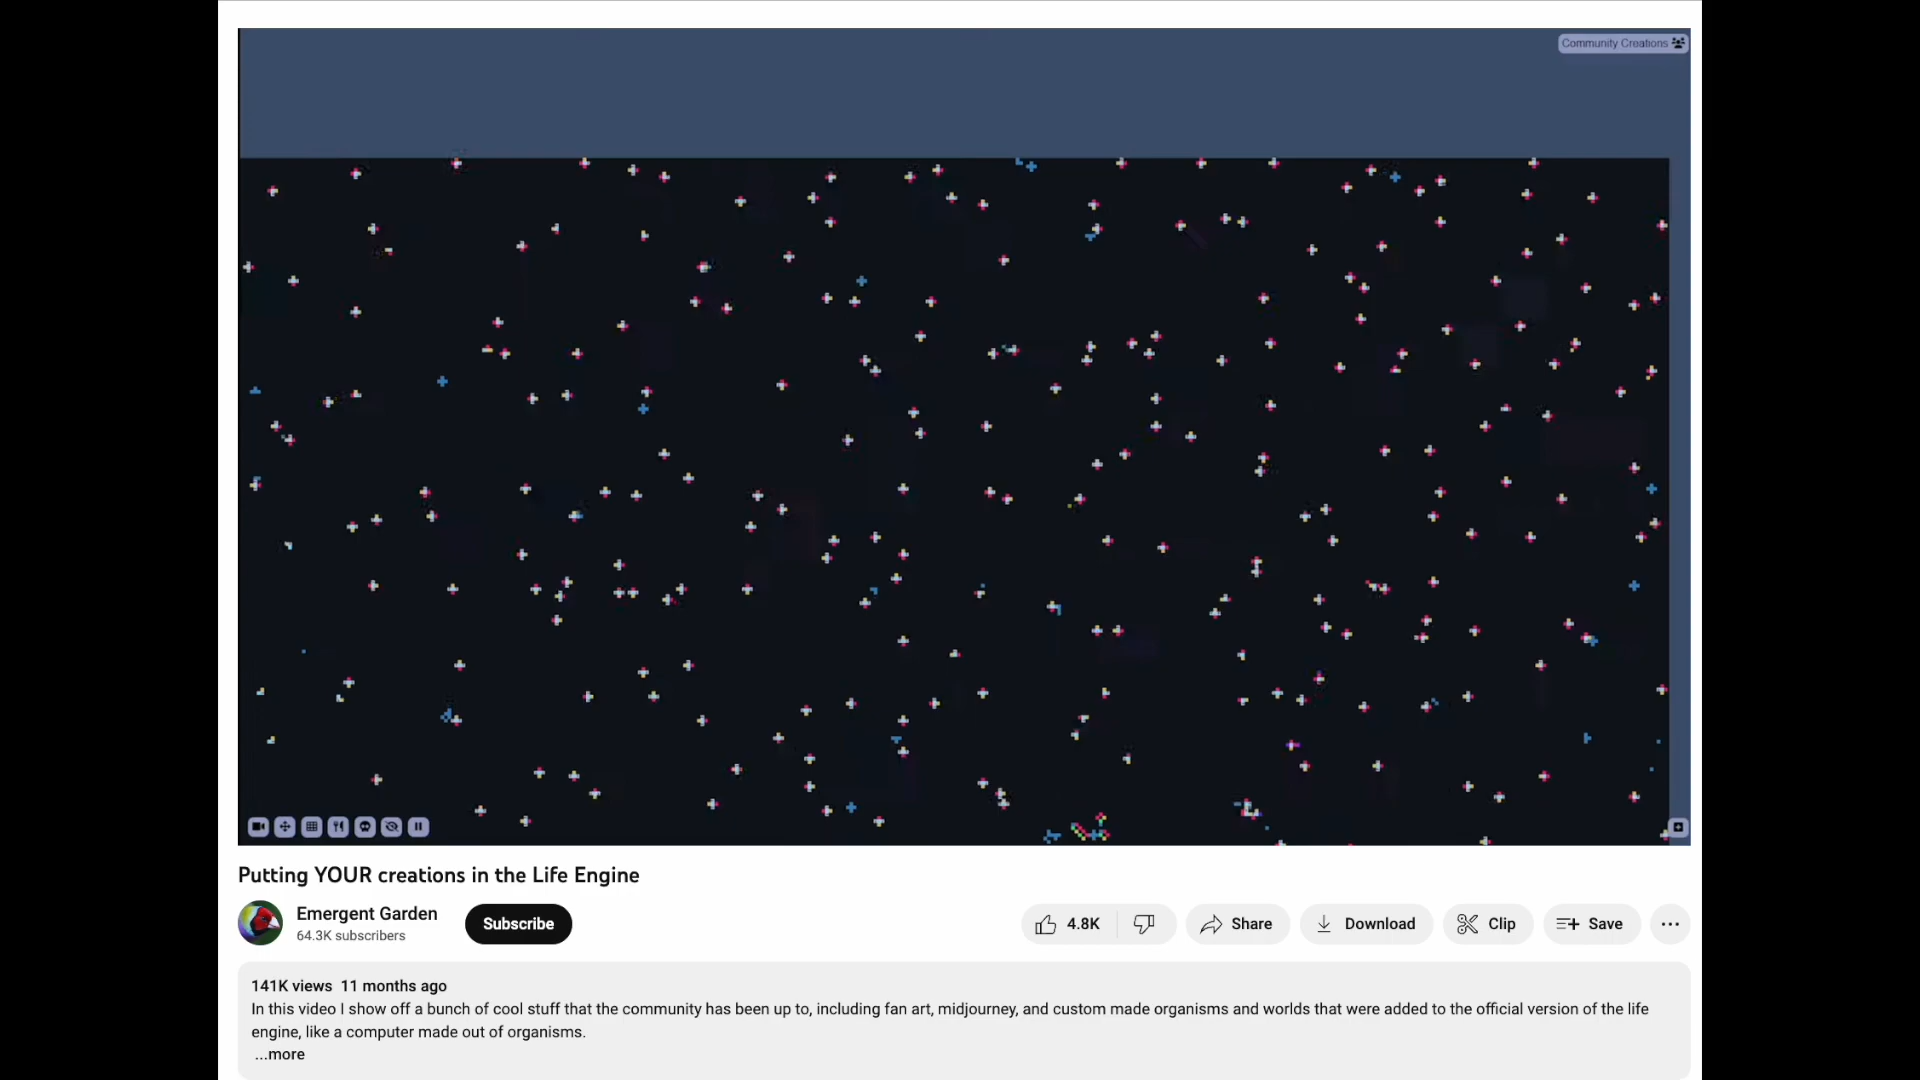 Community Creations
Putting YOUR creations in the Life Engine
Emergent Garden
64.3K subscribers
Subscribe
4.8K
Share
Download
Clip
Save
141K views 11 months ago
In this video I show off a bunch of cool stuff that the community has been up to, including fan art, midjourney, and custom made organisms and worlds that were added to the official version of the life
engine, like a computer made out of organisms.
...more